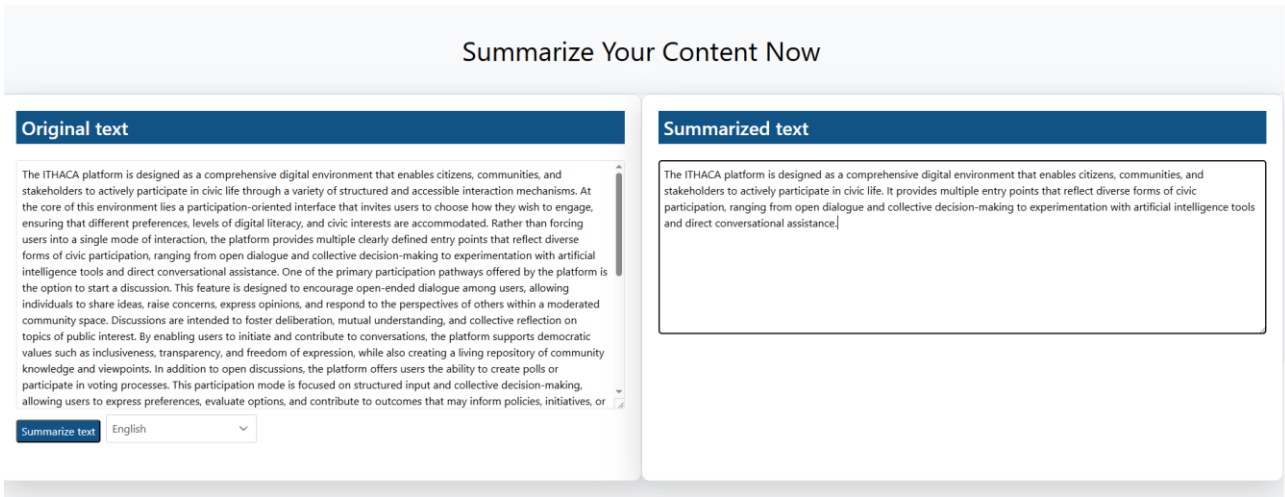 Summarize Your Content Now
Original text
The ITHACA platform is designed as a comprehensive digital environment that enables citizens, communities, and
stakeholders to actively participate in civic life through a variety of structured and accessible interaction mechanisms. At
the core of this environment lies a participation-oriented interface that invites users to choose how they wish to engage,
ensuring that different preferences, levels of digital literacy, and civic interests are accommodated. Rather than forcing
users into a single mode of interaction, the platform provides multiple clearly defined entry points that reflect diverse
forms of civic participation, ranging from open dialogue and collective decision-making to experimentation with artificial
intelligence tools and direct conversational assistance. One of the primary participation pathways offered by the platform is
the option to start a discussion. This feature is designed to encourage open-ended dialogue among users, allowing
individuals to share ideas, raise concerns, express opinions, and respond to the perspectives of others within a moderated
community space. Discussions are intended to foster deliberation, mutual understanding, and collective reflection on
topics of public interest. By enabling users to initiate and contribute to conversations, the platform supports democratic
values such as inclusiveness, transparency, and freedom of expression, while also creating a living repository of community
knowledge and viewpoints. In addition to open discussions, the platform offers users the ability to create polls or
participate in voting processes. This participation mode is focused on structured input and collective decision-making,
allowing users to express preferences, evaluate options, and contribute to outcomes that may inform policies, initiatives, or
Summarize text
English
Summarized text
The ITHACA platform is designed as a comprehensive digital environment that enables citizens, communities, and
stakeholders to actively participate in civic life. It provides multiple entry points that reflect diverse forms of civic
participation, ranging from open dialogue and collective decision-making to experimentation with artificial intelligence tools
and direct conversational assistance.